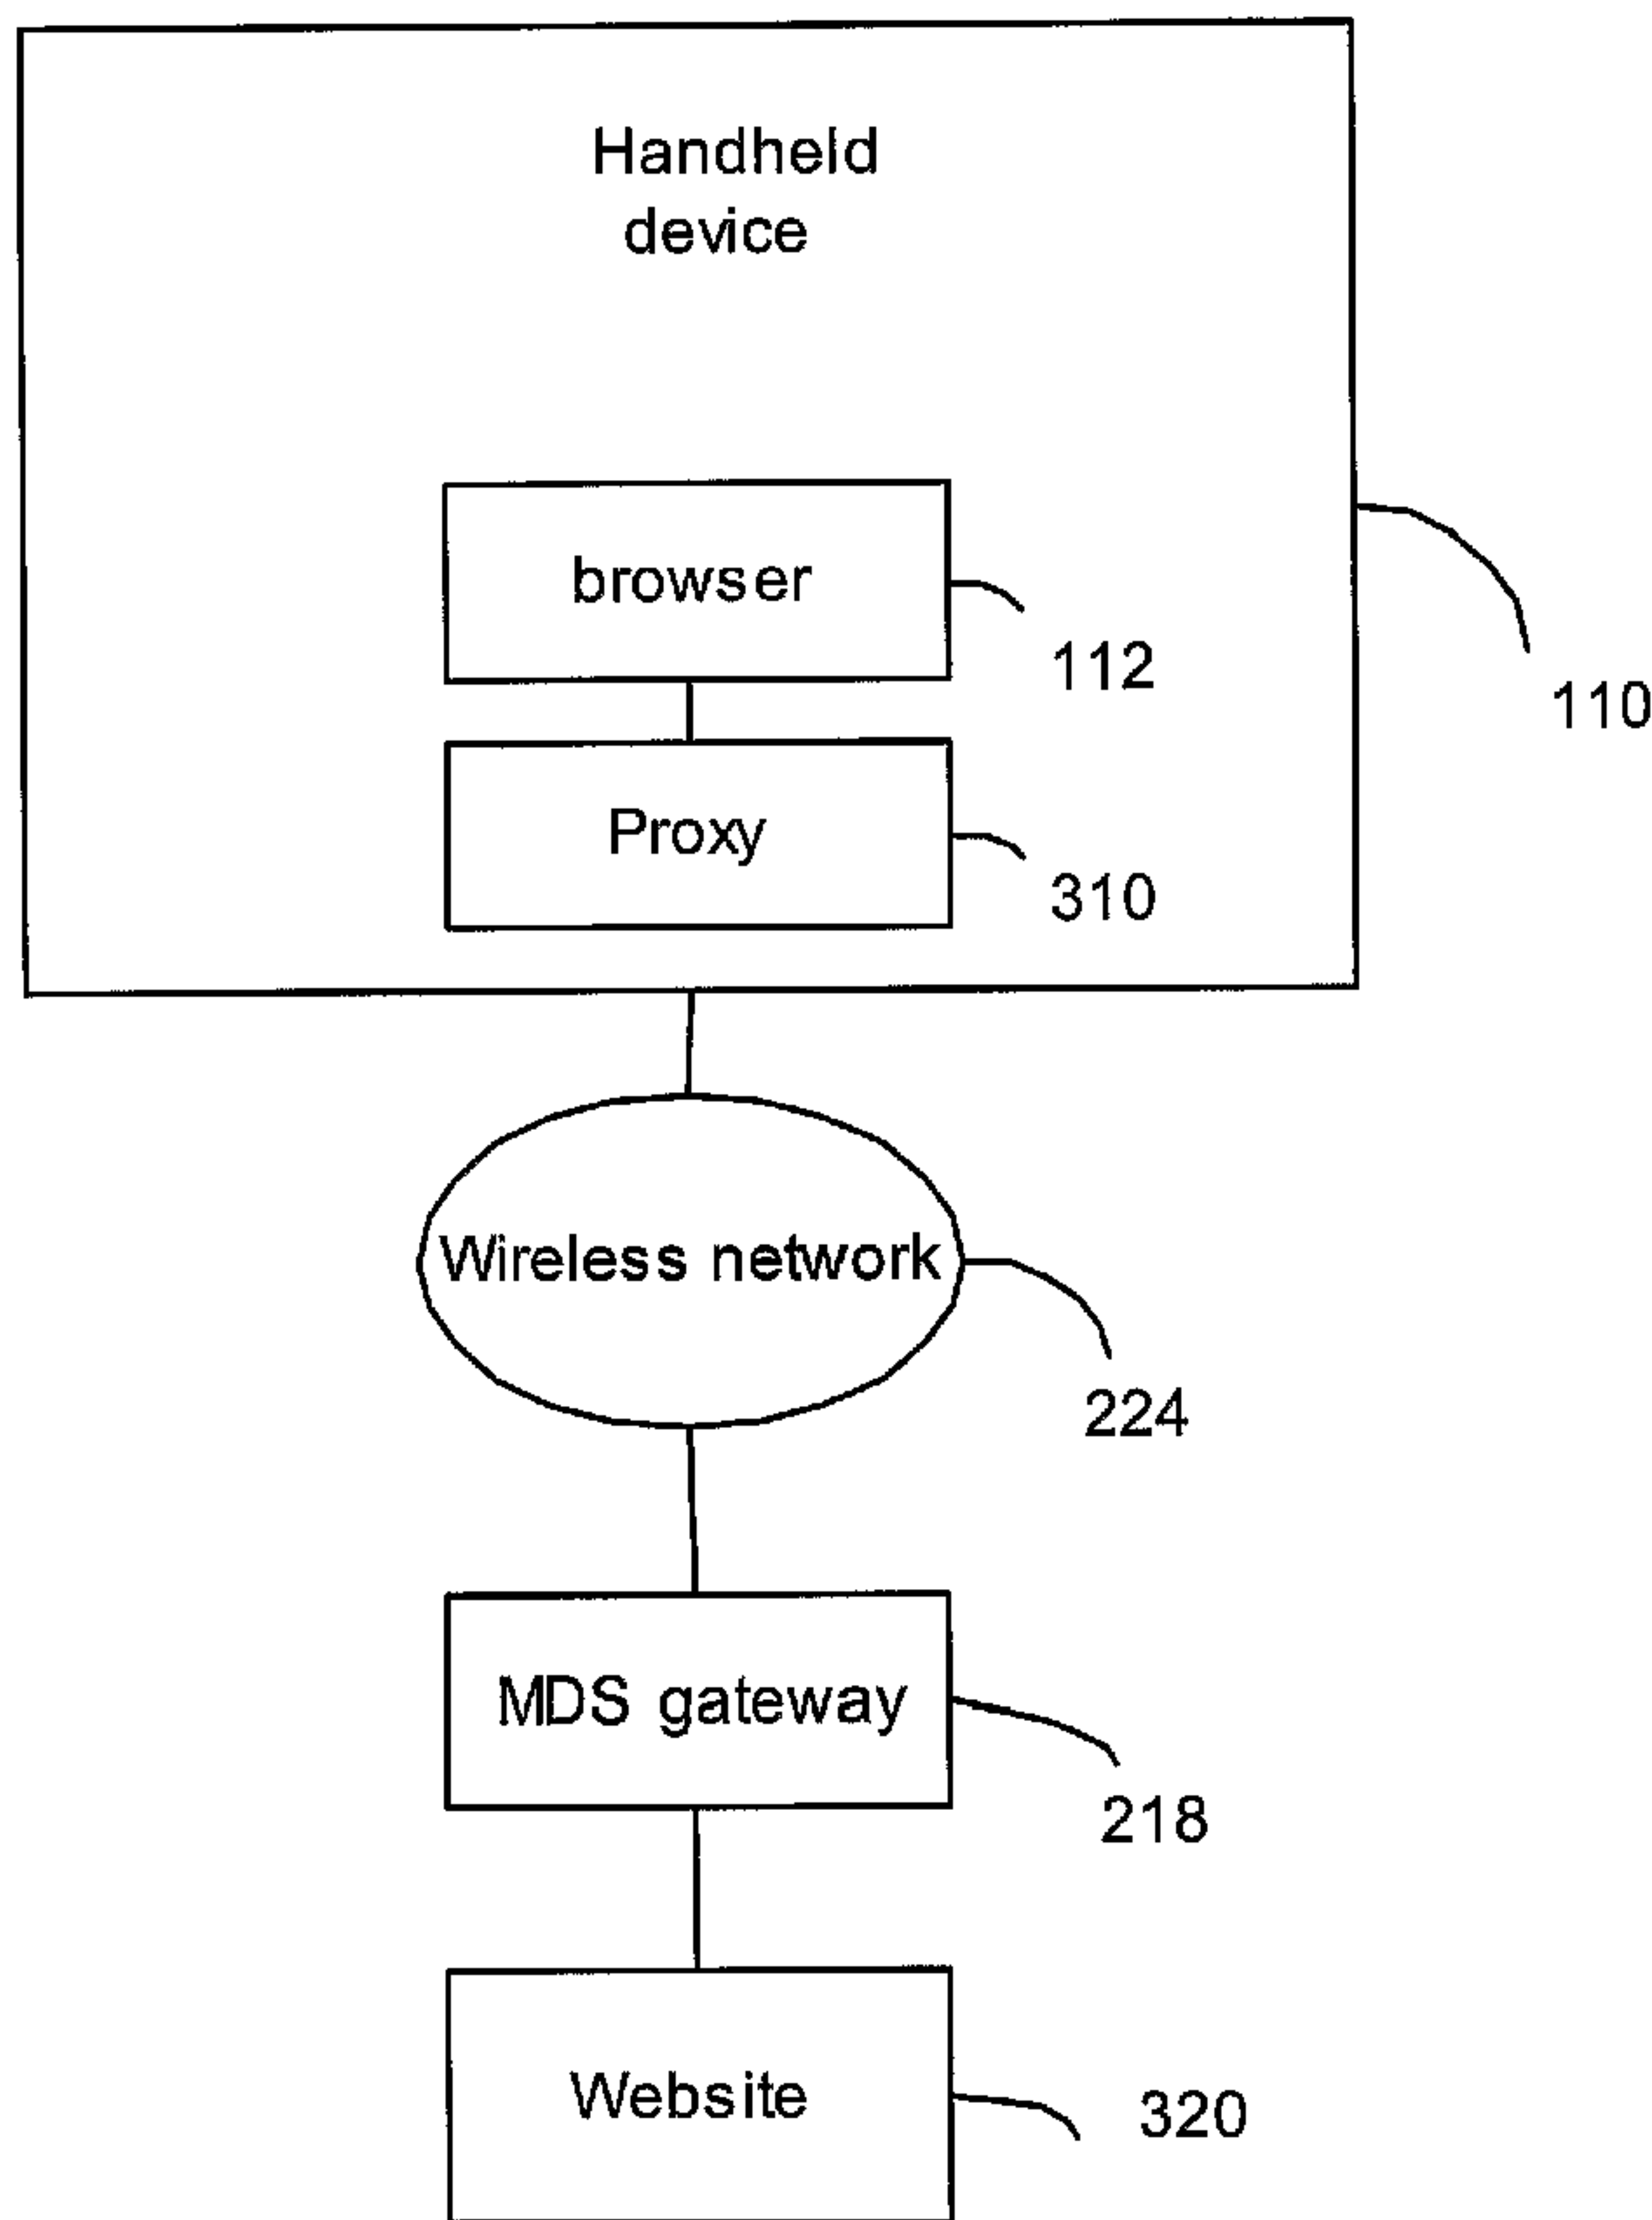 Handheld
device
browser
112
110
Proxy
310
Wireless network
224
MDS gateway
218
Website
320